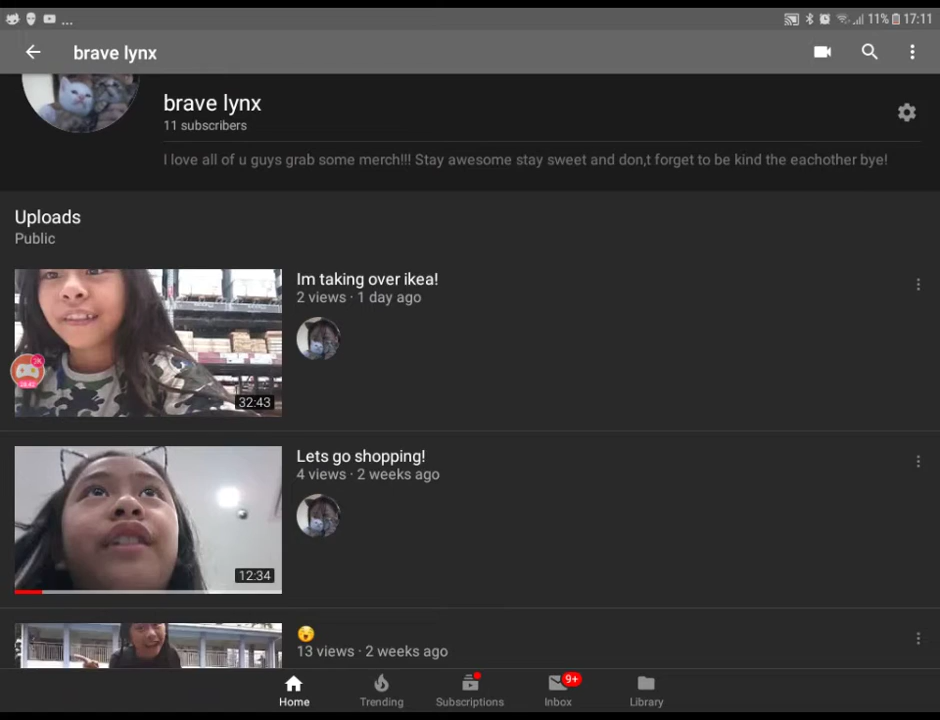 ... 11% 17:11
brave lynx
brave lynx
11 subscribers
I love all of u guys grab some merch!!! Stay awesome stay sweet and don,t forget to be kind the eachother bye!
Uploads
Public
Im taking over ikea!
2 views · 1 day ago
32:43
Lets go shopping!
4 views · 2 weeks ago
12:34
😵
13 views · 2 weeks ago
9+
Home Trending Subscriptions Inbox Library